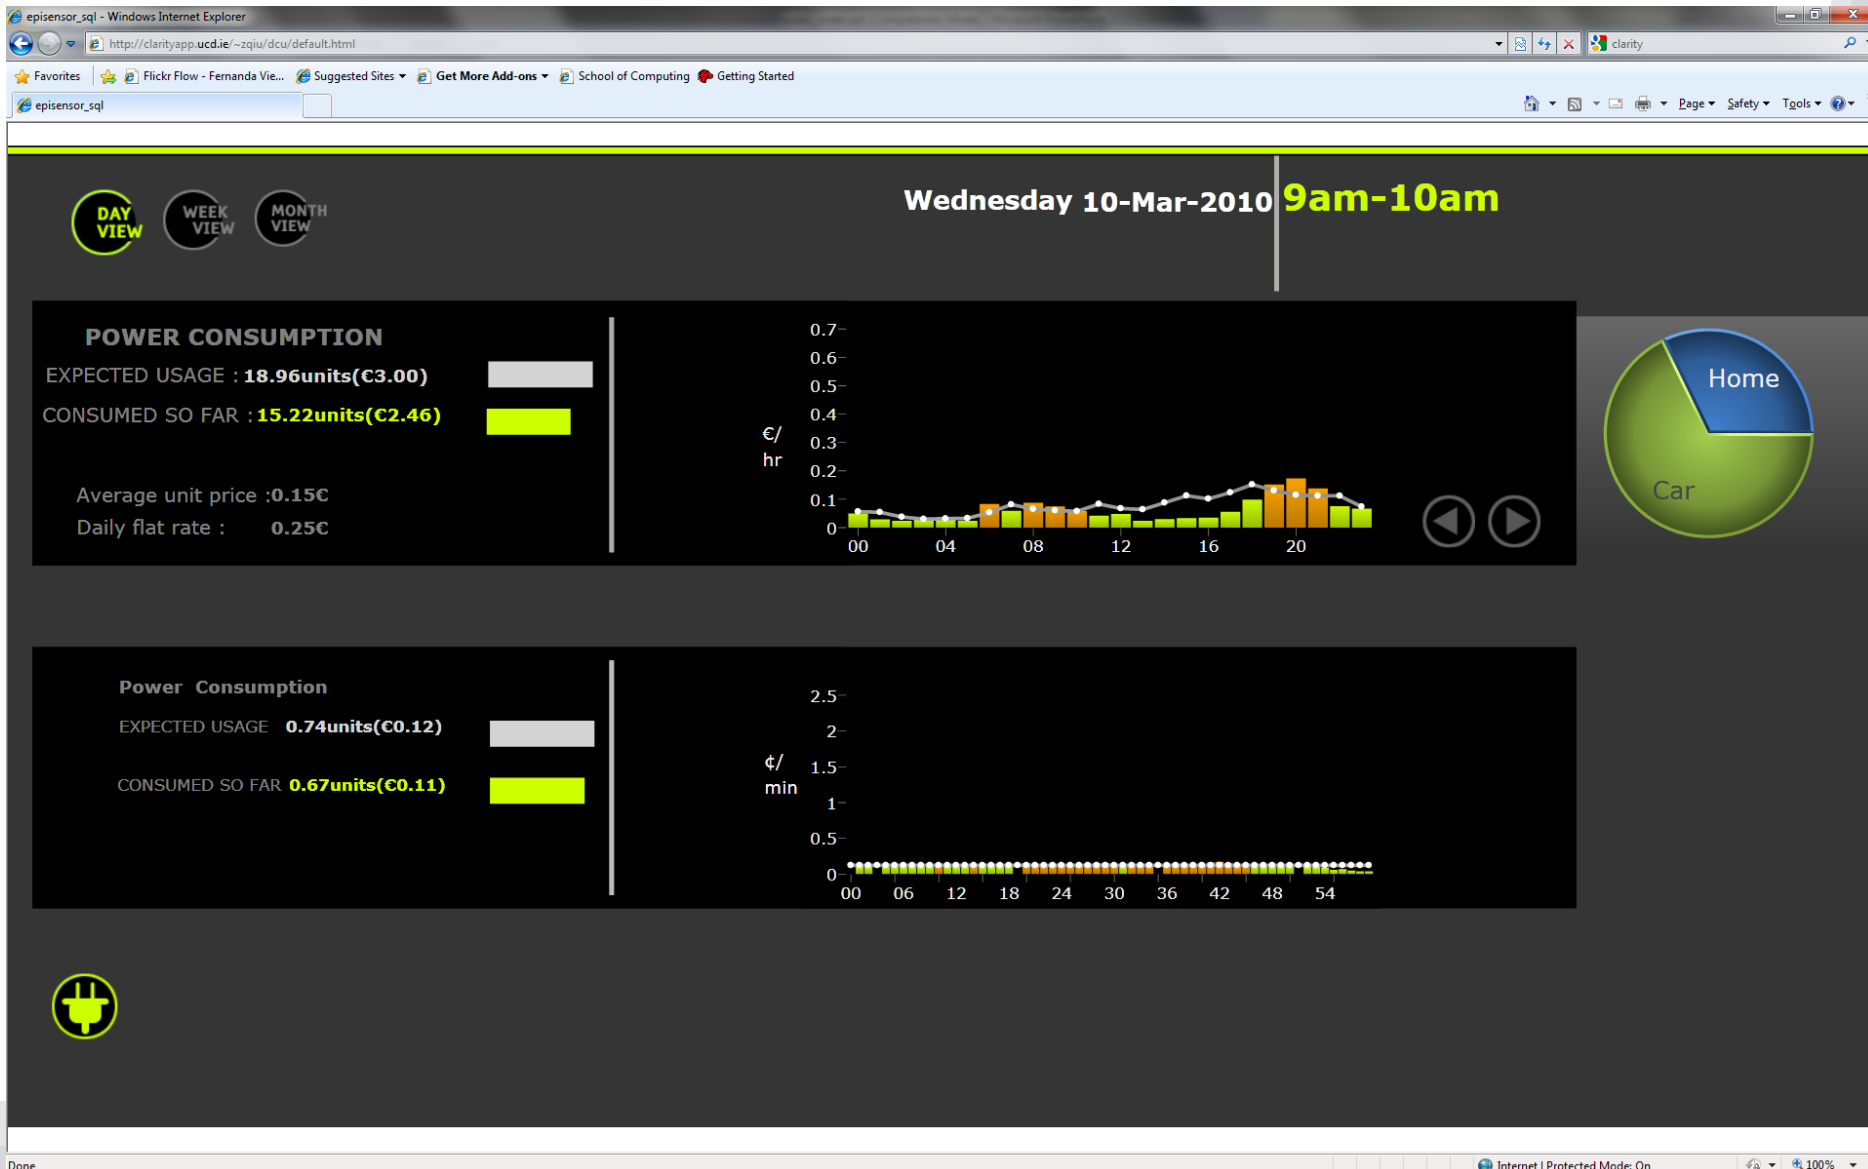 episensor_sql - Windows Internet Explorer
http://clarityapp.ucd.ie/~zqiu/dcu/default.html
clarity
Favorites
Flickr Flow - Fernanda Vie...
Suggested Sites
Get More Add-ons
School of Computing
Getting Started
episensor_sql
Page
Safety
Tools
DAY
VIEW
WEEK
VIEW
MONTH
VIEW
Wednesday 10-Mar-2010
9am-10am
POWER CONSUMPTION
EXPECTED USAGE : 18.96units(€3.00)
CONSUMED SO FAR : 15.22units(€2.46)
Average unit price :0.15€
Daily flat rate : 0.25€
€/
hr
0.7
0.6
0.5
0.4
0.3
0.2
0.1
0
00 04 08 12 16 20
Home
Car
Power Consumption
EXPECTED USAGE 0.74units(€0.12)
CONSUMED SO FAR 0.67units(€0.11)
¢/
min
2.5
2
1.5
1
0.5
0
00 06 12 18 24 30 36 42 48 54
Done
Internet | Protected Mode: On
100%